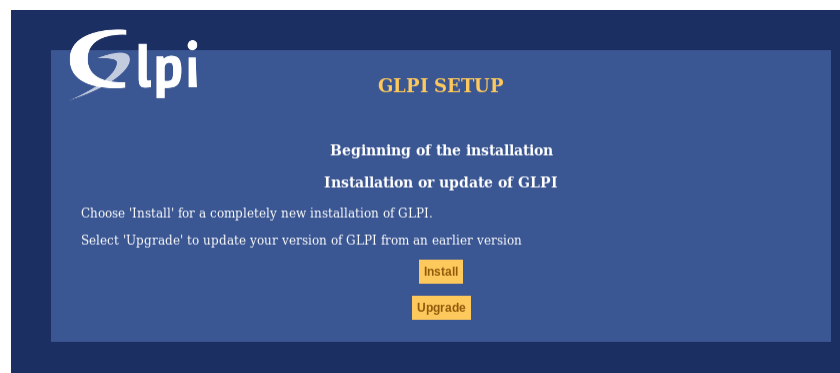 Glpi
GLPI SETUP
Beginning of the installation
Installation or update of GLPI
Choose 'Install' for a completely new installation of GLPI.
Select 'Upgrade' to update your version of GLPI from an earlier version
Install
Upgrade